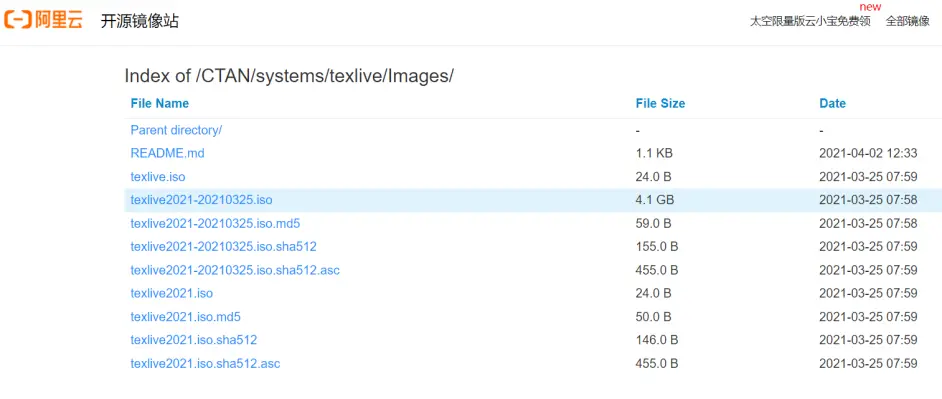 阿里云 开源镜像站 太空限量版云小宝免费领 new 全部镜像
Index of /CTAN/systems/texlive/Images/
File Name File Size Date
Parent directory/ - -
README.md 1.1 KB 2021-04-02 12:33
texlive.iso 24.0 B 2021-03-25 07:59
texlive2021-20210325.iso 4.1 GB 2021-03-25 07:58
texlive2021-20210325.iso.md5 59.0 B 2021-03-25 07:58
texlive2021-20210325.iso.sha512 155.0 B 2021-03-25 07:59
texlive2021-20210325.iso.sha512.asc 455.0 B 2021-03-25 07:59
texlive2021.iso 24.0 B 2021-03-25 07:59
texlive2021.iso.md5 50.0 B 2021-03-25 07:59
texlive2021.iso.sha512 146.0 B 2021-03-25 07:59
texlive2021.iso.sha512.asc 455.0 B 2021-03-25 07:59